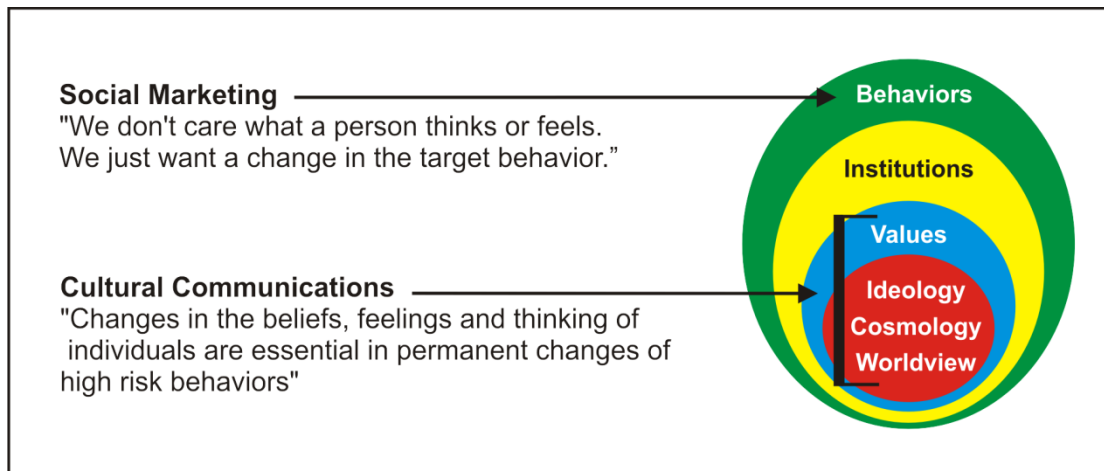 Social Marketing
"We don't care what a person thinks or feels.
We just want a change in the target behavior.”
Cultural Communications
"Changes in the beliefs, feelings and thinking of
individuals are essential in permanent changes of
high risk behaviors"
Behaviors
Institutions
Values
Ideology
Cosmology
Worldview